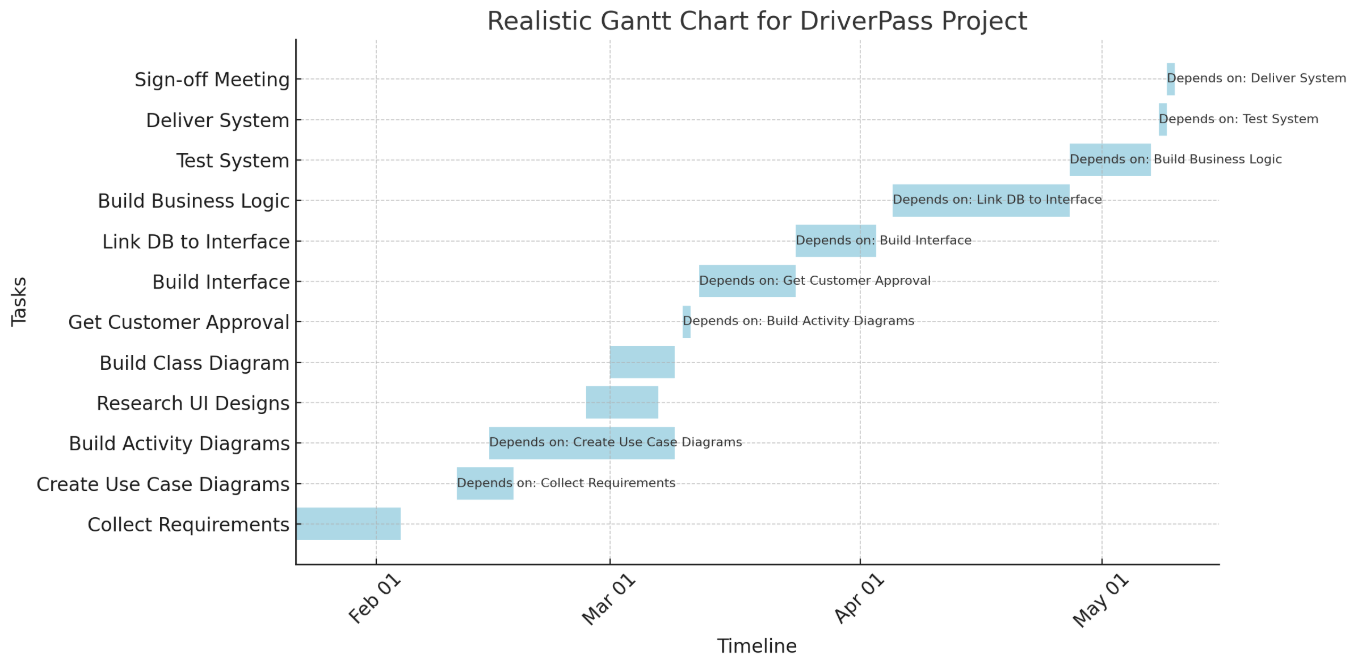 Realistic Gantt Chart for DriverPass Project
Sign-off Meeting
Depends on: Deliver System
Deliver System
Depends on: Test System
Test System
Depends on: Build Business Logic
Build Business Logic
Depends on: Link DB to Interface
Link DB to Interface
Depends on: Build Interface
Build Interface
Depends on: Get Customer Approval
Get Customer Approval
Depends on: Build Activity Diagrams
Build Class Diagram
Research UI Designs
Build Activity Diagrams
Depends on: Create Use Case Diagrams
Create Use Case Diagrams
Depends on: Collect Requirements
Collect Requirements
Tasks
Feb 01
Mar 01
Apr 01
May 01
Timeline